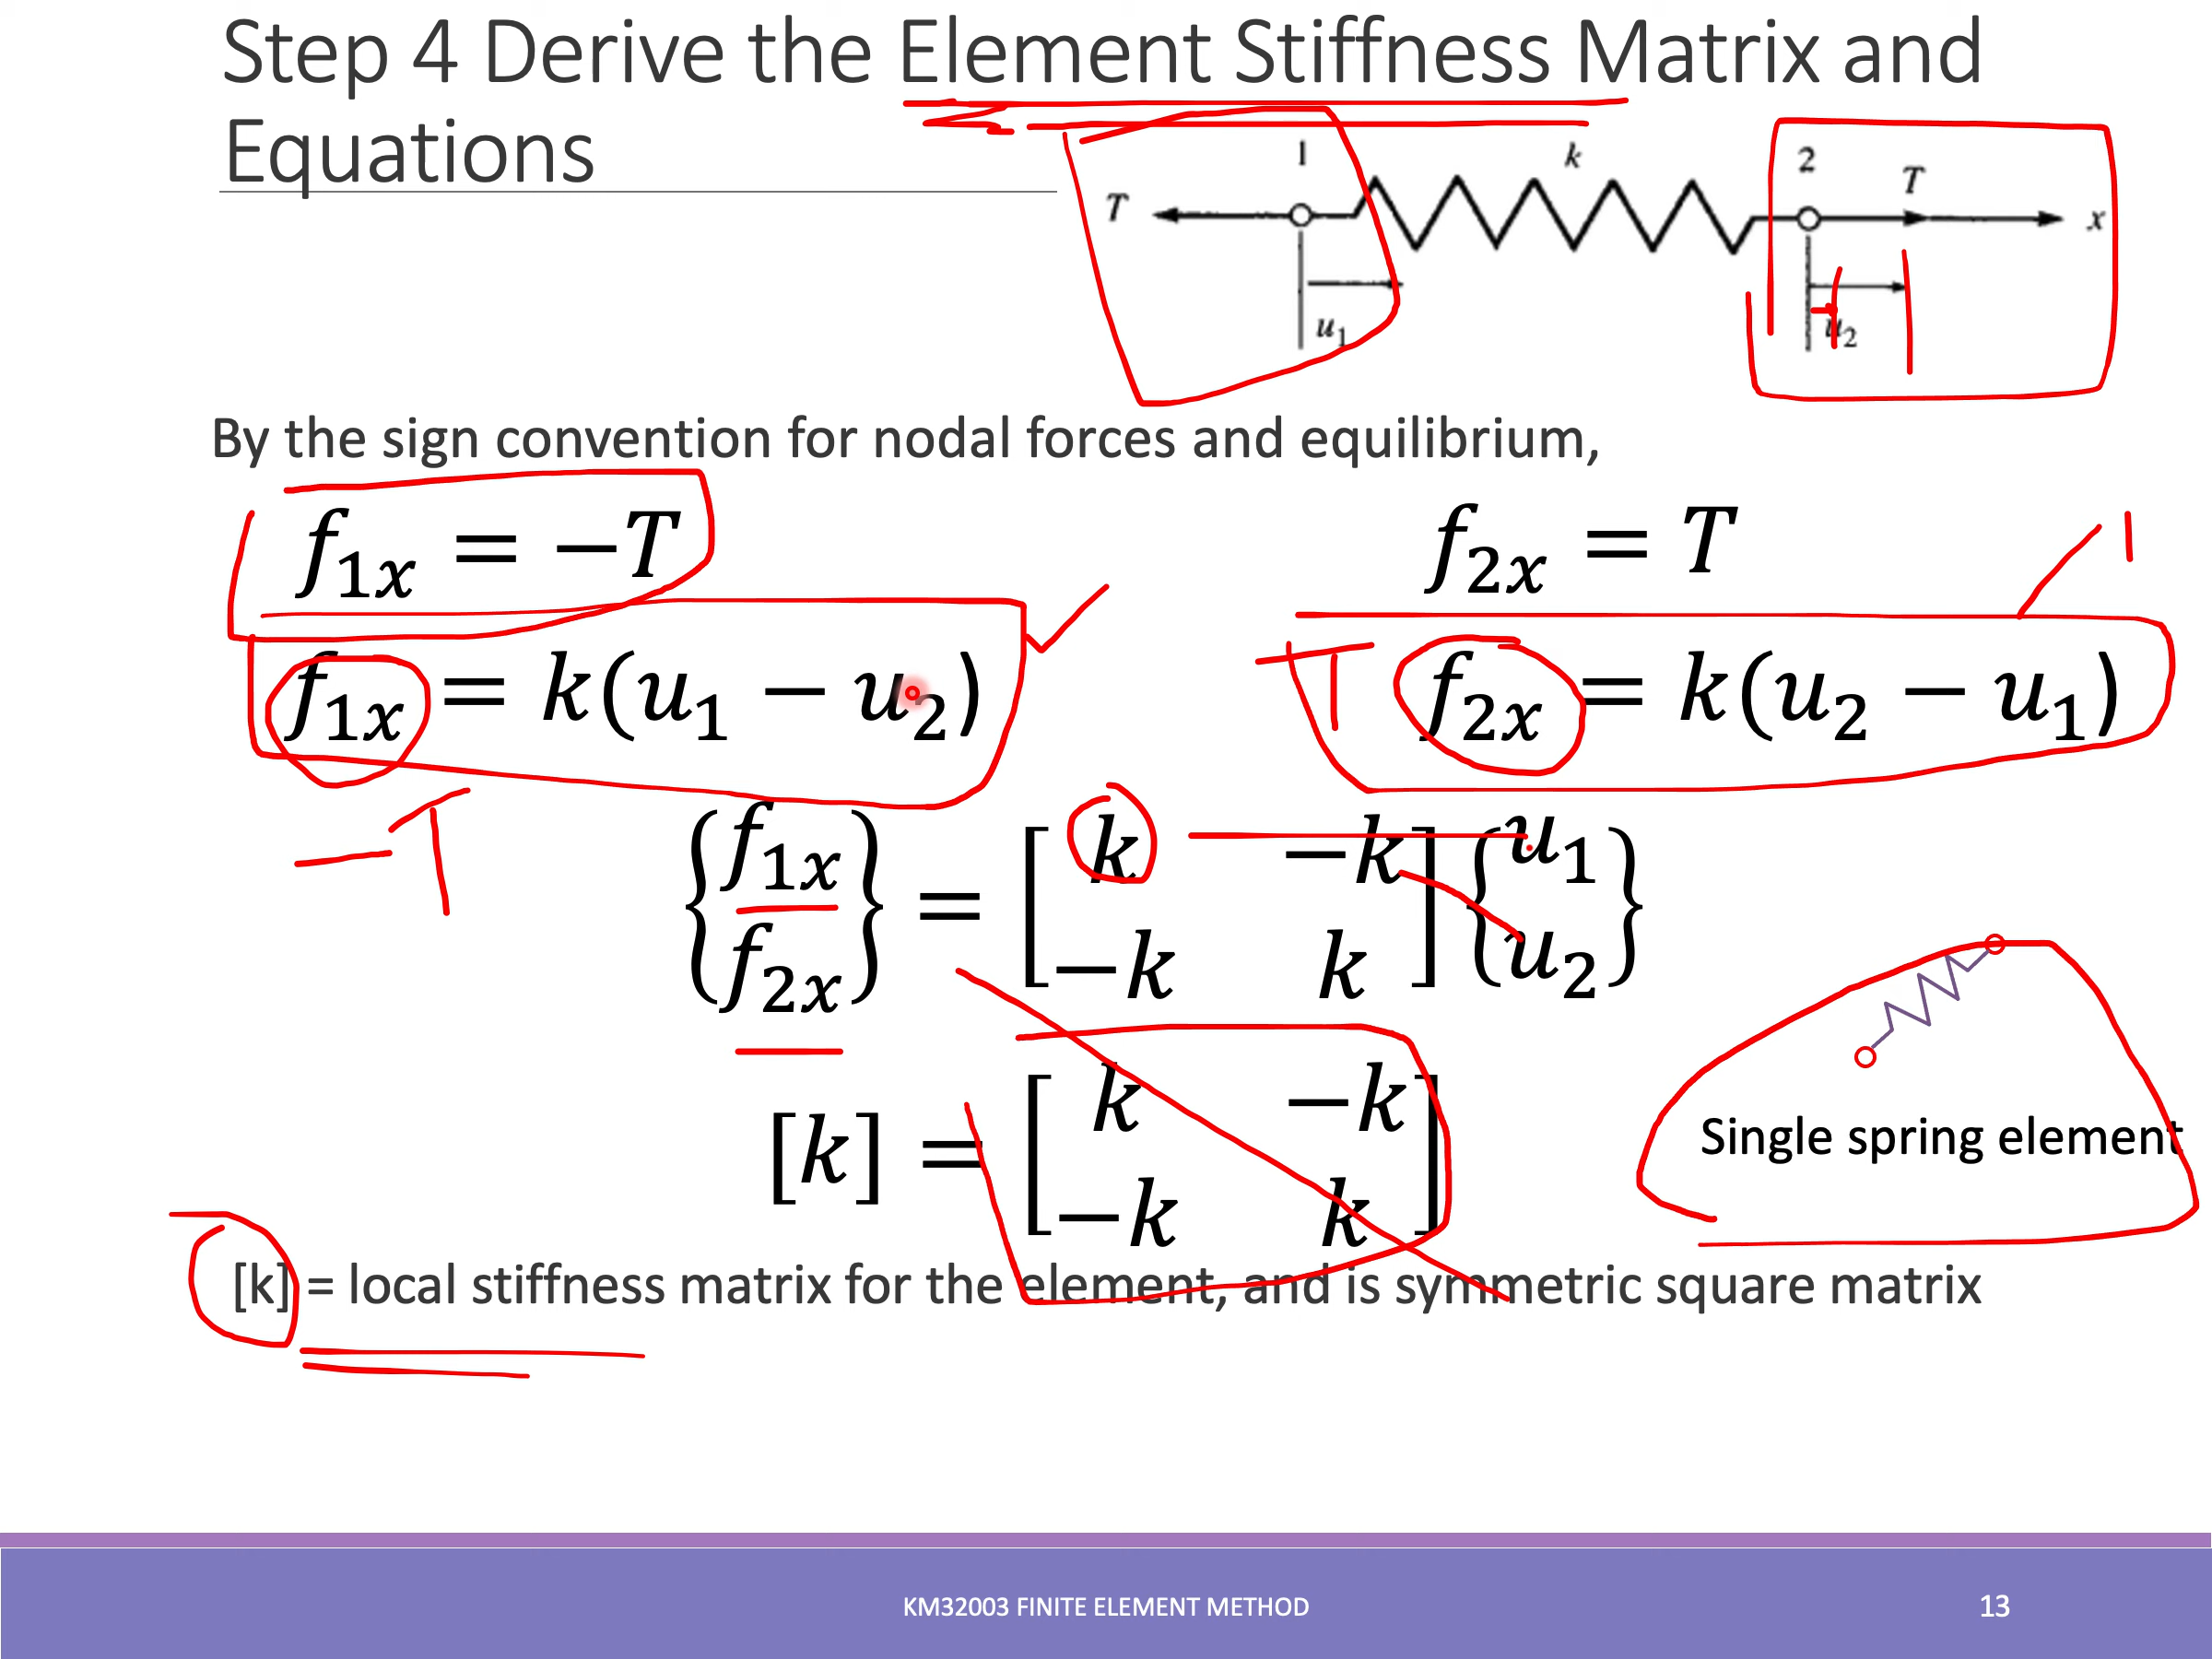 Step 4 Derive the Element Stiffness Matrix and
Equations
1 k 2 T
T x
u₁ u₂
By the sign convention for nodal forces and equilibrium,
f₁ₓ = −T f₂ₓ = T
f₁ₓ = k(u₁ − u₂) T f₂ₓ = k(u₂ − u₁)
−T
{f₁ₓ = [k −k] {u₁
f₂ₓ} [−k k] u₂}
Single spring element
[k] = [k −k
−k k]
[k] = local stiffness matrix for the element, and is symmetric square matrix
KM32003 FINITE ELEMENT METHOD 13